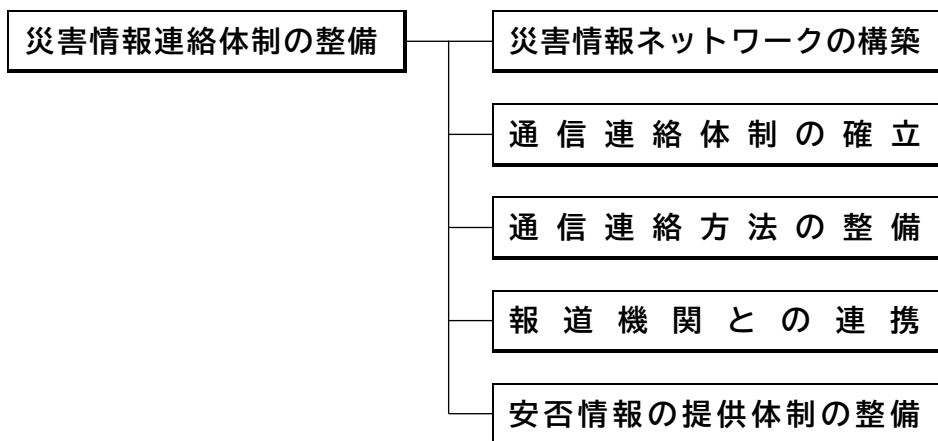 災害情報連絡体制の整備
災害情報ネットワークの構築
通信連絡体制の確立
通信連絡方法の整備
報道機関との連携
安否情報の提供体制の整備